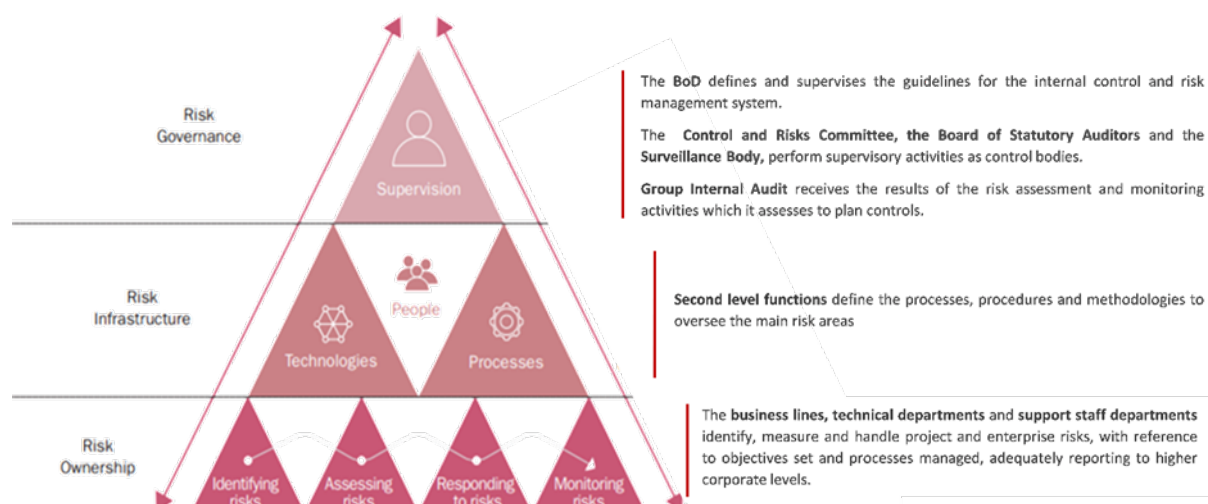 Risk
Governance
Supervision
The BoD defines and supervises the guidelines for the internal control and risk
management system.
The Control and Risks Committee, the Board of Statutory Auditors and the
Surveillance Body, perform supervisory activities as control bodies.
Group Internal Audit receives the results of the risk assessment and monitoring
activities which it assesses to plan controls.
Risk
Infrastructure
People
Technologies
Processes
Second level functions define the processes, procedures and methodologies to
oversee the main risk areas
Risk
Ownership
Identifying
risks
Assessing
risks
Responding
to risks
Monitoring
risks
The business lines, technical departments and support staff departments
identify, measure and handle project and enterprise risks, with reference
to objectives set and processes managed, adequately reporting to higher
corporate levels.